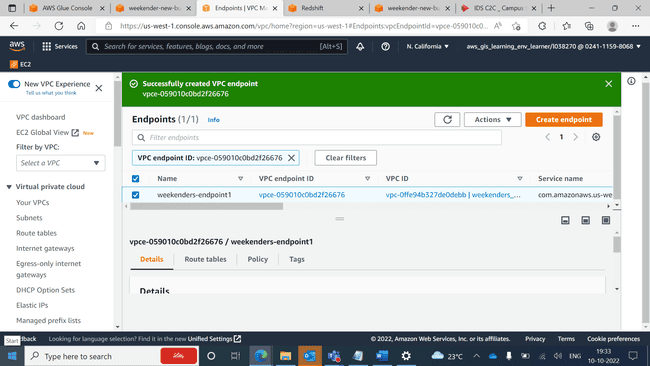 AWS Glue Console
weekender-new-bu
Endpoints | VPC M
Redshift
weekender-new-bu
IDIS C2C _ Campus
https://us-west-1.console.aws.amazon.com/vpc/home?region=us-west-1#Endpoints:vpcEndpointId=vpce-059010c0...
aws
Services
Search for services, features, blogs, docs, and more
[Alt+S]
N. California
aws_gis_learning_env_learner/l038270 @ 0241-1159-8068
EC2
New VPC Experience
Tell us what you think
VPC dashboard
EC2 Global View
New
Filter by VPC:
Select a VPC
Virtual private cloud
Your VPCs
Subnets
Route tables
Internet gateways
Egress-only internet
gateways
DHCP Option Sets
Elastic IPs
Managed prefix lists
Successfully created VPC endpoint
vpce-059010c0bd2f26676
Endpoints (1/1)
Info
Actions
Create endpoint
Filter endpoints
1
VPC endpoint ID: vpce-059010c0bd2f26676
Clear filters
Name
VPC endpoint ID
VPC ID
Service name
weekenders-endpoint1
vpce-059010c0bd2f26676
vpc-0ffe94b327de0debb | weekenders_...
com.amazonaws.us-we
vpce-059010c0bd2f26676 / weekenders-endpoint1
Details
Route tables
Policy
Tags
Details
Start
edback
Looking for language selection? Find it in the new Unified Settings
© 2022, Amazon Web Services, Inc. or its affiliates.
Privacy
Terms
Cookie preferences
Type here to search
23°C
ENG
19:33
10-10-2022